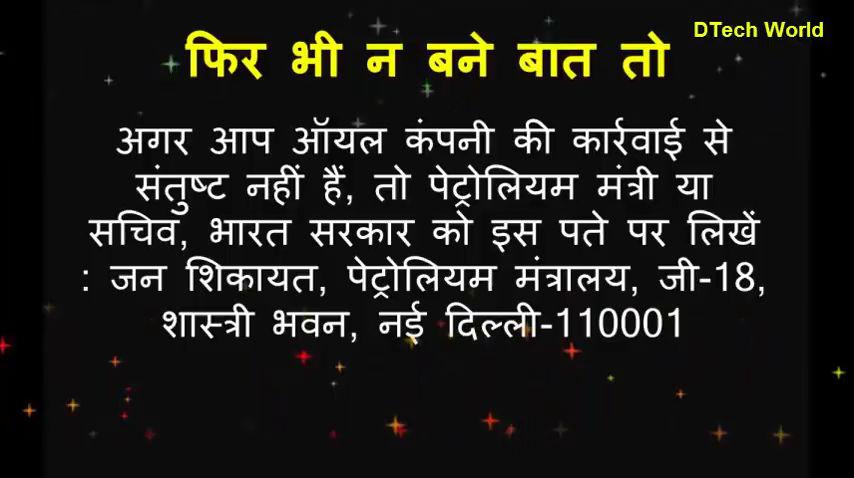 DTech World
फिर भी न बने बात तो
अगर आप ऑयल कंपनी की कार्रवाई से
संतुष्ट नहीं हैं, तो पेट्रोलियम मंत्री या
सचिव, भारत सरकार को इस पते पर लिखें
: जन शिकायत, पेट्रोलियम मंत्रालय, जी-18,
शास्त्री भवन, नई दिल्ली-110001